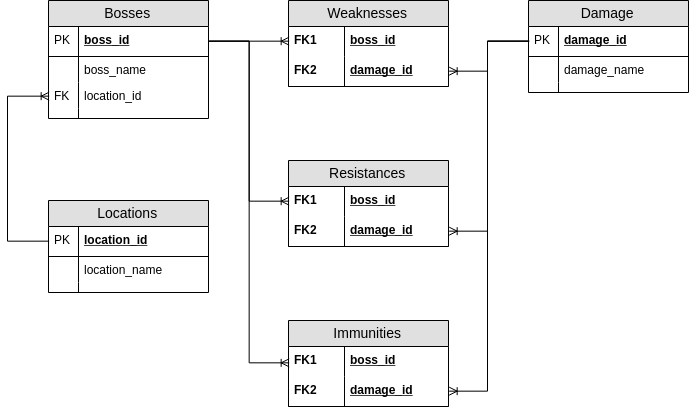 Bosses
PK boss_id
boss_name
FK location_id
Locations
PK location_id
location_name
Weaknesses
FK1 boss_id
FK2 damage_id
Resistances
FK1 boss_id
FK2 damage_id
Immunities
FK1 boss_id
FK2 damage_id
Damage
PK damage_id
damage_name